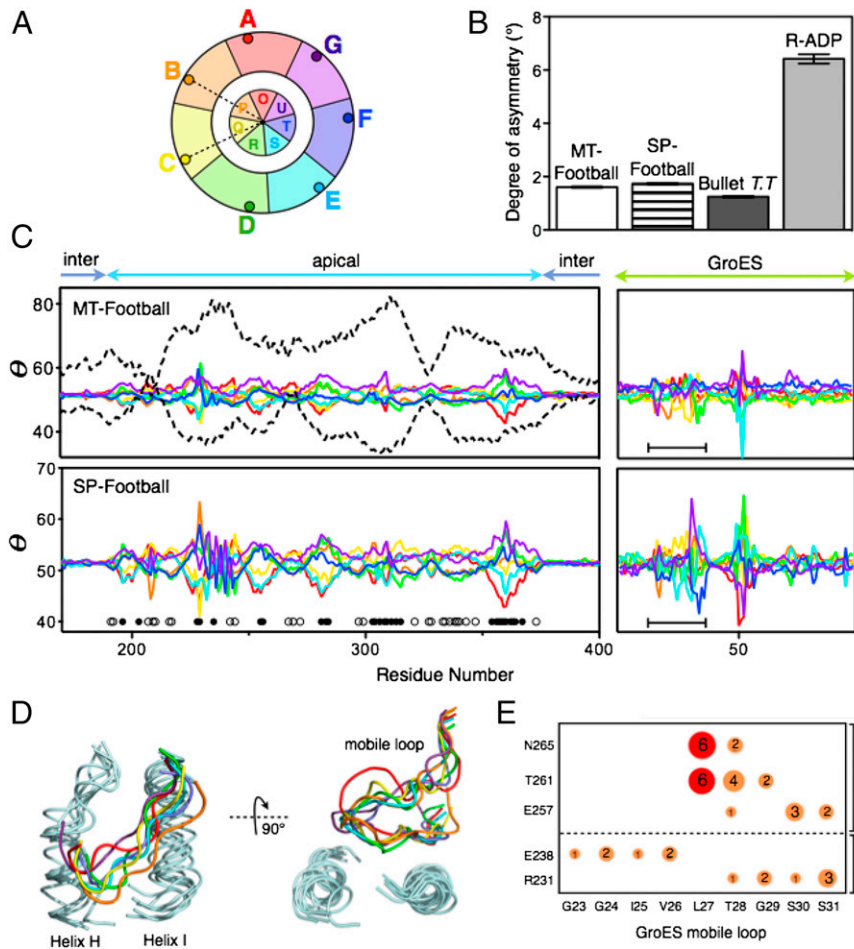 A
A
B
C
D
E
F
G
O
P
Q
R
S
T
U
B
Degree of asymmetry (°)
8
6
4
2
0
MT-
Football
SP-
Football
Bullet T.T
R-ADP
C
inter
apical
inter
GroES
MT-Football
θ
80
60
40
SP-Football
θ
70
60
50
40
200
300
400
50
Residue Number
D
mobile loop
90°
Helix H
Helix I
E
N265
6
2
T261
6
4
2
E257
1
3
2
E238
1
2
1
2
R231
1
2
1
3
G23
G24
I25
V26
L27
T28
G29
S30
S31
GroES mobile loop